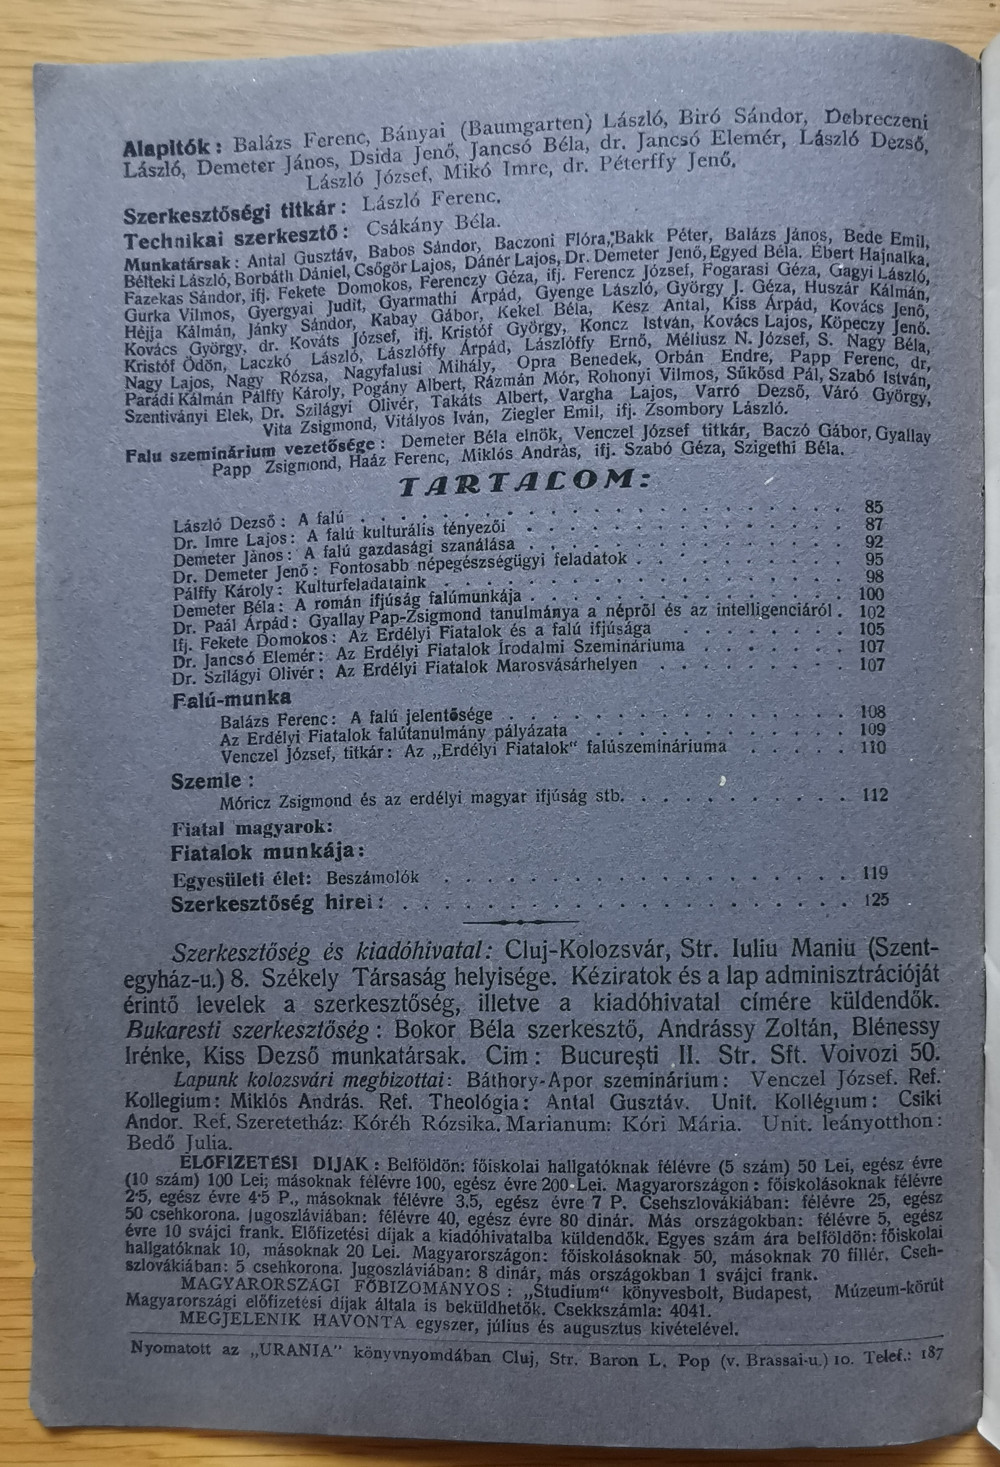 Alapítók: Balázs Ferenc, Bányai (Baumgarten) László, Biró Sándor, Debreczeni
László, Demeter János, Dsida Jenő, Jancsó Béla, dr. Jancsó Elemér, László Dezső,
László József, Mikó Imre, dr. Péterffy Jenő.
Szerkesztőségi titkár: László Ferenc.
Technikai szerkesztő: Csákány Béla.
Munkatársak: Antal Gusztáv, Babos Sándor, Baczoni Flóra, Bakk Péter, Balázs János, Bede Emil,
Bélteki László, Borbáth Dániel, Csőgör Lajos, Dánér Lajos, Dr. Demeter Jenő, Egyed Béla. Ébert Hajnalka,
Fazekas Sándor, ifj. Fekete Domokos, Ferenczy Géza, ifj. Ferencz József, Fogarasi Géza, Gagyi László,
Gurka Vilmos, Gyergyai Judit, Gyarmathi Árpád, Gyenge László, György J. Géza, Huszár Kálmán,
Héjja Kálmán, Jánky Sándor, Kabay Gábor, Kekel Béla, Kész Antal, Kiss Árpád, Kovács Jenő,
Kovács György, dr. Kováts József, ifj. Kristóf György, Koncz István, Kovács Lajos, Köpeczy Jenő.
Kristóf Ödön, Laczkó László, Lászlóffy Árpád, Lászlóffy Ernő, Méliusz N. József, S. Nagy Béla,
Nagy Lajos, Nagy Rózsa, Nagyfalusi Mihály, Opra Benedek, Orbán Endre, Papp Ferenc, dr,
Parádi Kálmán Pálffy Károly, Pogány Albert, Rázmán Mór, Rohonyi Vilmos, Sükösd Pál, Szabó István,
Szentiványi Elek, Dr. Szilágyi Olivér, Takáts Albert, Vargha Lajos, Varró Dezső, Váró György,
Vita Zsigmond, Vitályos Iván, Ziegler Emil, ifj. Zsombory László.
Falu szeminárium vezetősége: Demeter Béla elnök, Venczel József titkár, Baczó Gábor, Gyallay
Papp Zsigmond, Haáz Ferenc, Miklós András, ifj. Szabó Géza, Szigethi Béla.
TARTALOM:
László Dezső: A falú . . . . . . . . . . 85
Dr. Imre Lajos: A falú kulturális tényezői . . . . . . . . . . 87
Demeter János: A falú gazdasági szanálása . . . . . . . . . . 92
Dr. Demeter Jenő: Fontosabb népegészségügyi feladatok . . . . . . . . 95
Pálffy Károly: Kulturfeladataink . . . . . . . . . . 98
Demeter Béla: A román ifjúság falúmunkája . . . . . . . . . . 100
Dr. Paál Árpád: Gyallay Pap-Zsigmond tanulmánya a népről és az intelligenciáról . 102
Ifj. Fekete Domokos: Az Erdélyi Fiatalok és a falú ifjúsága . . . . . . . . 105
Dr. Jancsó Elemér: Az Erdélyi Fiatalok Irodalmi Szemináriuma . . . . . . . 107
Dr. Szilágyi Olivér: Az Erdélyi Fiatalok Marosvásárhelyen . . . . . . . . 107
Falú-munka
Balázs Ferenc: A falú jelentősége . . . . . . . . . . 108
Az Erdélyi Fiatalok falútanulmány pályázata . . . . . . . . . . 109
Venczel József, titkár: Az „Erdélyi Fiatalok" falúszemináriuma . . . . . 110
Szemle:
Móricz Zsigmond és az erdélyi magyar ifjúság stb. . . . . . . . . . 112
Fiatal magyarok:
Fiatalok munkája:
Egyesületi élet: Beszámolók . . . . . . . . . . 119
Szerkesztőség hirei: . . . . . . . . . . 125
Szerkesztőség és kiadóhivatal: Cluj-Kolozsvár, Str. Iuliu Maniu (Szent-
egyház-u.) 8. Székely Társaság helyisége. Kéziratok és a lap adminisztrációját
érintő levelek a szerkesztőség, illetve a kiadóhivatal címére küldendők.
Bukaresti szerkesztőség: Bokor Béla szerkesztő, Andrássy Zoltán, Blénessy
Irénke, Kiss Dezső munkatársak. Cim: Bucureşti II. Str. Sft. Voivozi 50.
Lapunk kolozsvári megbizottai: Báthory-Apor szeminárium: Venczel József. Ref.
Kollegium: Miklós András. Ref. Theológia: Antal Gusztáv. Unit. Kollégium: Csiki
Andor. Ref. Szeretetház: Kóréh Rózsika. Marianum: Kóri Mária. Unit. leányotthon:
Bedő Julia.
ELŐFIZETÉSI DIJAK: Belföldön: főiskolai hallgatóknak félévre (5 szám) 50 Lei, egész évre
(10 szám) 100 Lei; másoknak félévre 100, egész évre 200 Lei. Magyarországon: főiskolásoknak félévre
2·5, egész évre 4·5 P., másoknak félévre 3.5, egész évre 7 P. Csehszlovákiában: félévre 25, egész
50 csehkorona. Jugoszláviában: félévre 40, egész évre 80 dinár. Más országokban: félévre 5, egész
évre 10 svájci frank. Előfizetési dijak a kiadóhivatalba küldendők. Egyes szám ára belföldön: főiskolai
hallgatóknak 10, másoknak 20 Lei. Magyarországon: főiskolásoknak 50, másoknak 70 fillér. Cseh-
szlovákiában: 5 csehkorona. Jugoszláviában: 8 dinár, más országokban 1 svájci frank.
MAGYARORSZÁGI FŐBIZOMÁNYOS: „Studium" könyvesbolt, Budapest, Múzeum-körút
Magyarországi előfizetési díjak általa is beküldhetők. Csekkszámla: 4041.
MEGJELENIK HAVONTA egyszer, július és augusztus kivételével.
Nyomatott az „URANIA" könyvnyomdában Cluj, Str. Baron L. Pop (v. Brassai-u.) 10. Telef.: 187